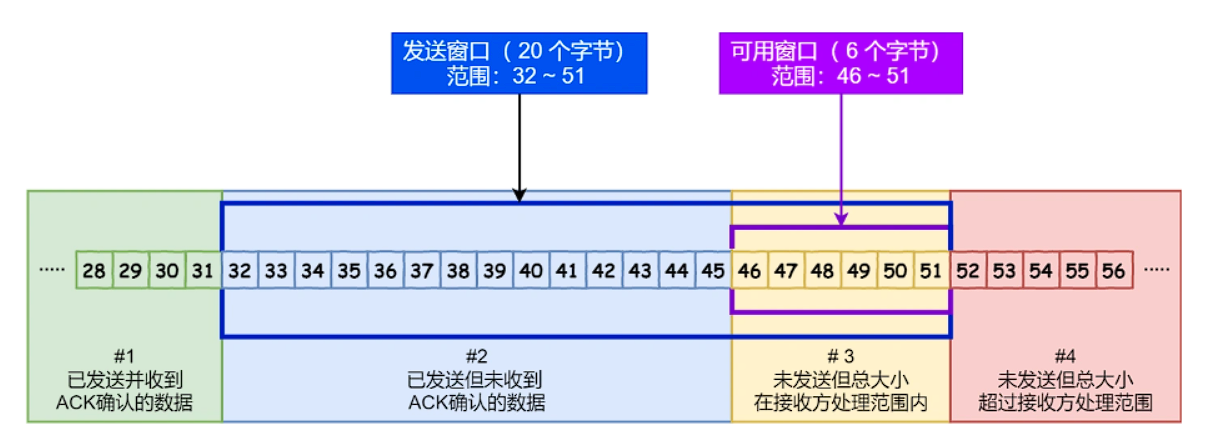 发送窗口（ 20 个字节）
范围：32 ~ 51
可用窗口（ 6 个字节）
范围：46 ~ 51
····· 28 29 30 31 32 33 34 35 36 37 38 39 40 41 42 43 44 45 46 47 48 49 50 51 52 53 54 55 56 ·····
#1
已发送并收到
ACK确认的数据
#2
已发送但未收到
ACK确认的数据
# 3
未发送但总大小
在接收方处理范围内
#4
未发送但总大小
超过接收方处理范围